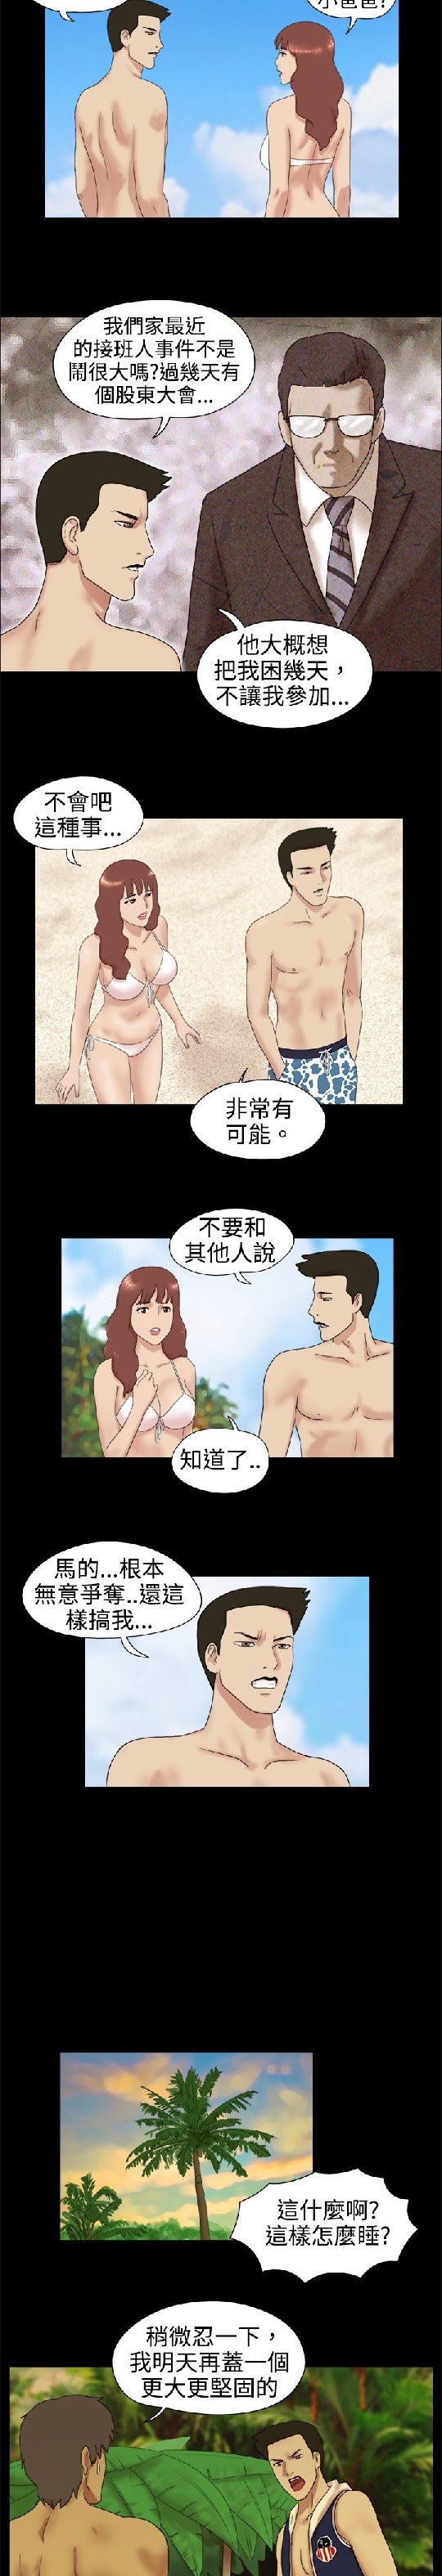 小爸爸?
我們家最近
的接班人事件不是
鬧很大嗎?過幾天有
個股東大會...
他大概想
把我困幾天，
不讓我參加...
不會吧
這種事...
非常有
可能。
不要和
其他人說
知道了..
馬的...根本
無意爭奪..還這
樣搞我...
這什麼啊?
這樣怎麼睡?
稍微忍一下，
我明天再蓋一個
更大更堅固的